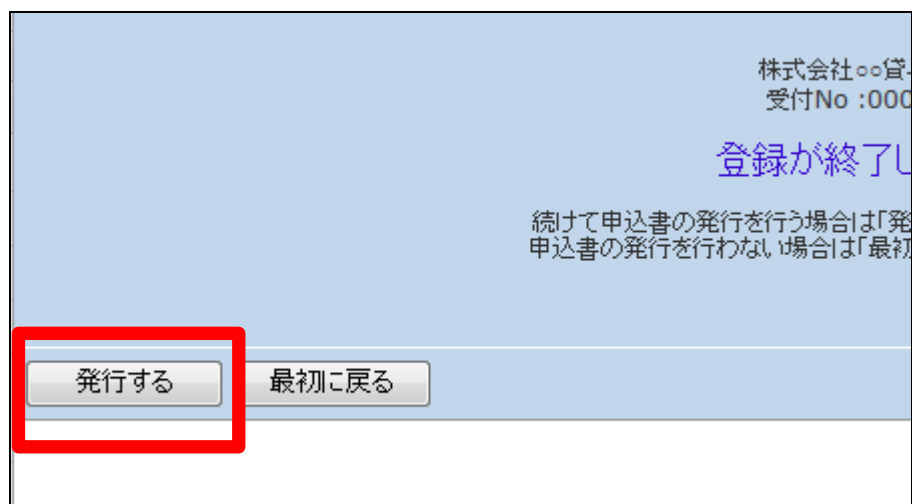 株式会社○○貸
受付No :000
登録が終了し
続けて申込書の発行を行う場合は「発
申込書の発行を行わない場合は「最初
発行する
最初に戻る